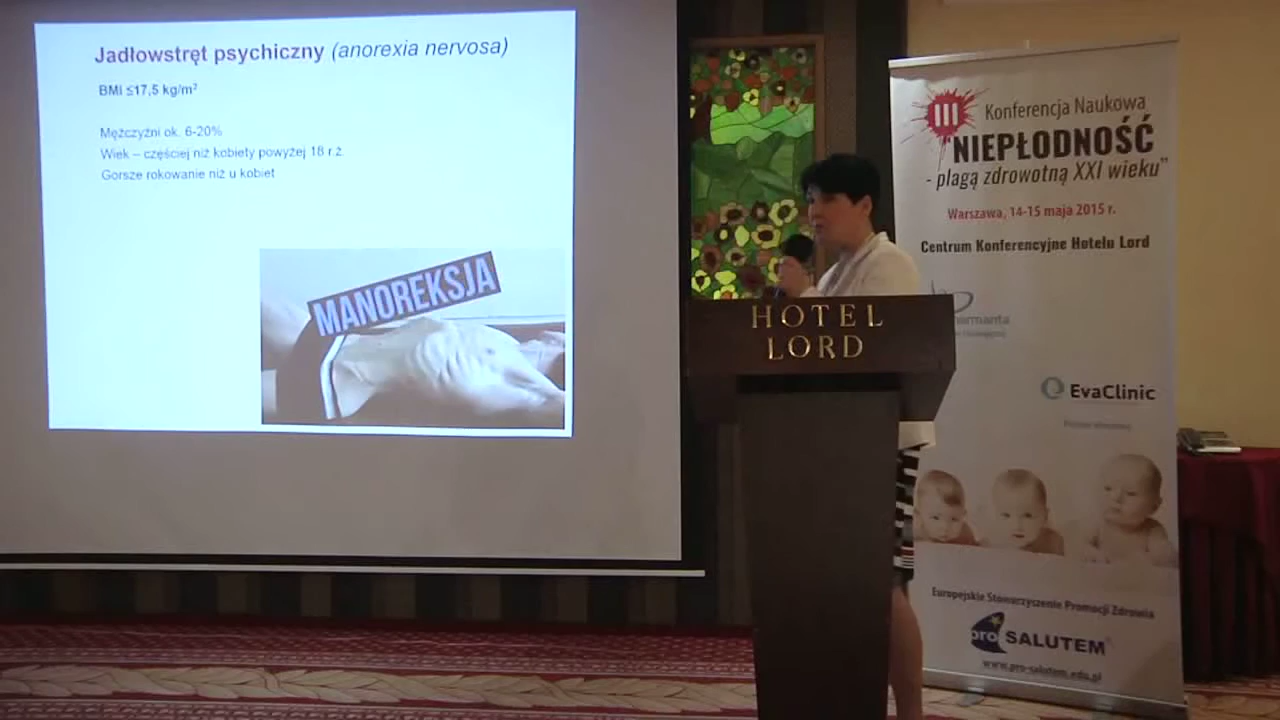 Jadłowstręt psychiczny (anorexia nervosa)
BMI ≤17,5 kg/m²
Mężczyźni ok. 6-20%
Wiek – częściej niż kobiety powyżej 18 r.ż.
Gorsze rokowanie niż u kobiet
MANOREKSJA
HOTEL
LORD
III Konferencja Naukowa
"NIEPŁODNOŚĆ
- plagą zdrowotną XXI wieku"
Warszawa, 14-15 maja 2015 r.
Centrum Konferencyjne Hotelu Lord
EvaClinic
Europejskie Stowarzyszenie Promocji Zdrowia
pro SALUTEM
www.pro-salutem.edu.pl